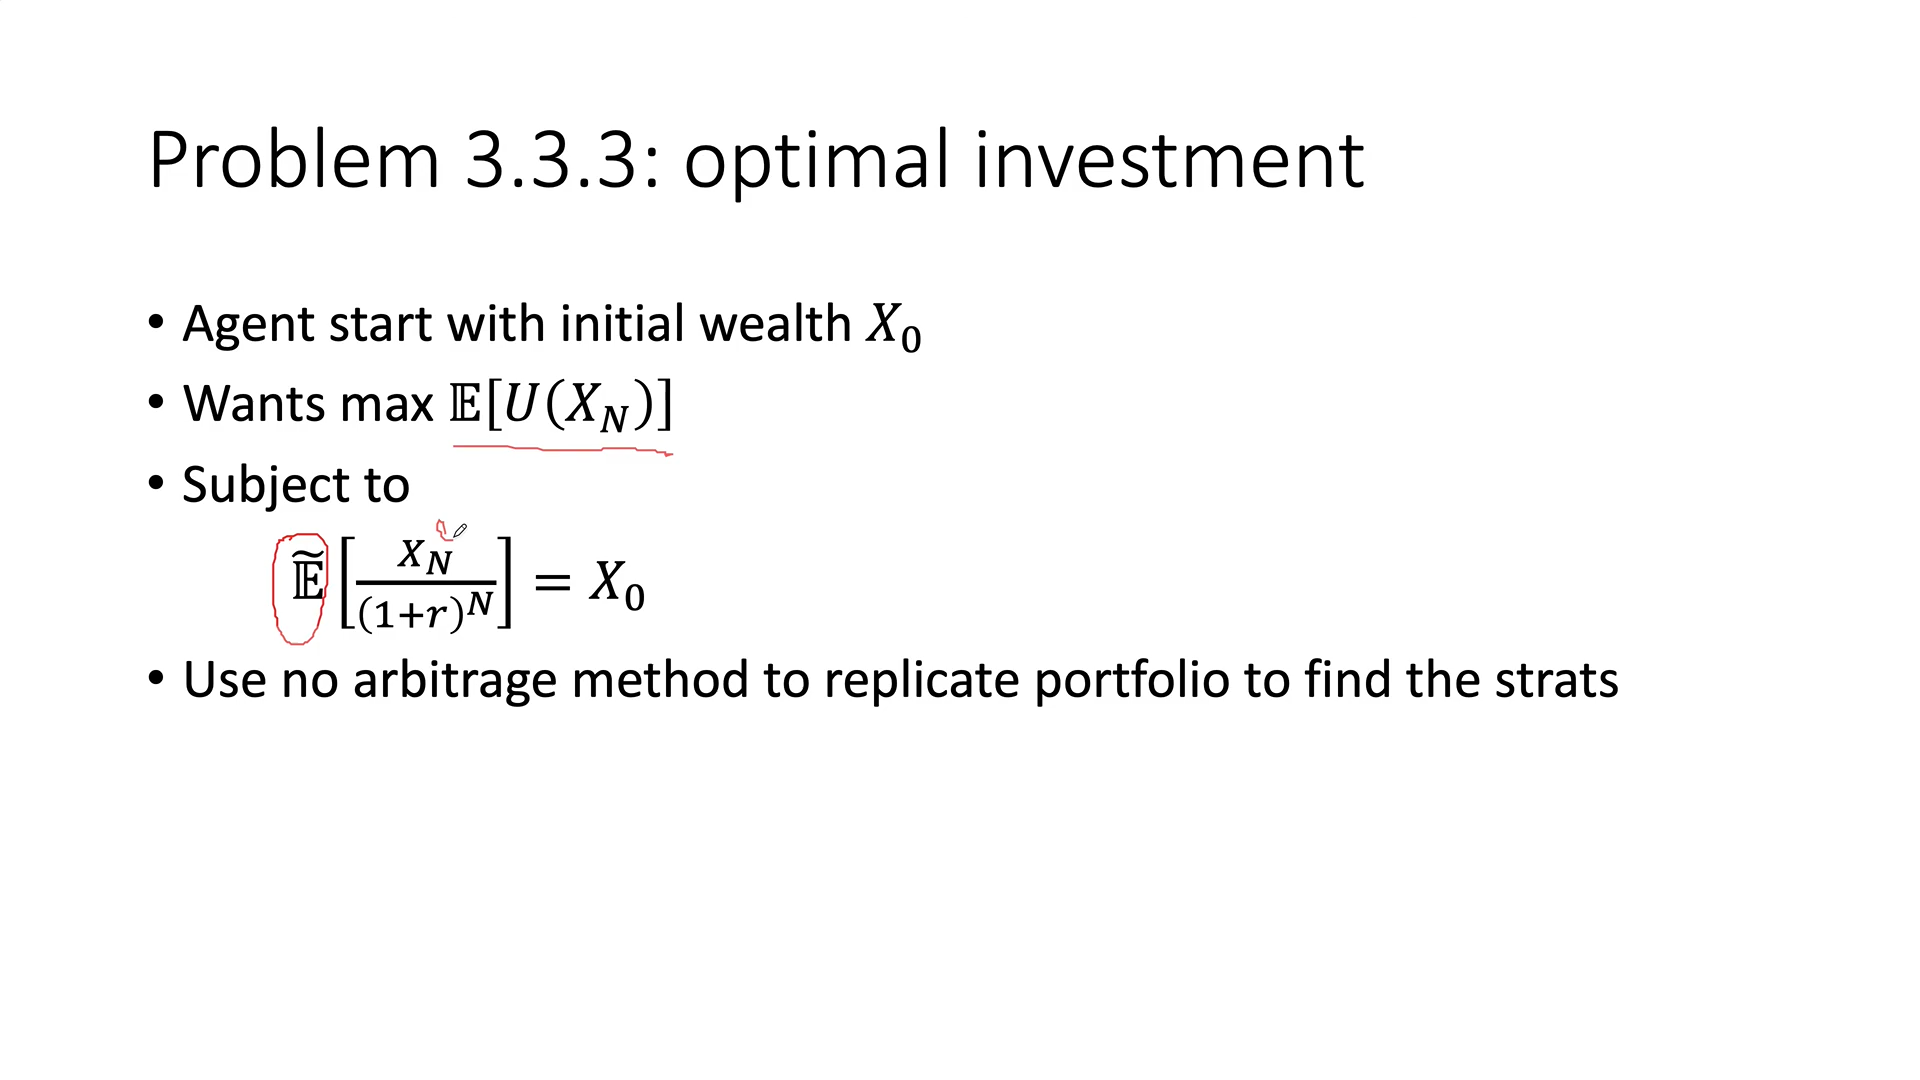 Problem 3.3.3: optimal investment
• Agent start with initial wealth X₀
• Wants max 𝔼[U(X_N)]
• Subject to
𝔼̃[X_N/(1+r)^N] = X₀
• Use no arbitrage method to replicate portfolio to find the strats